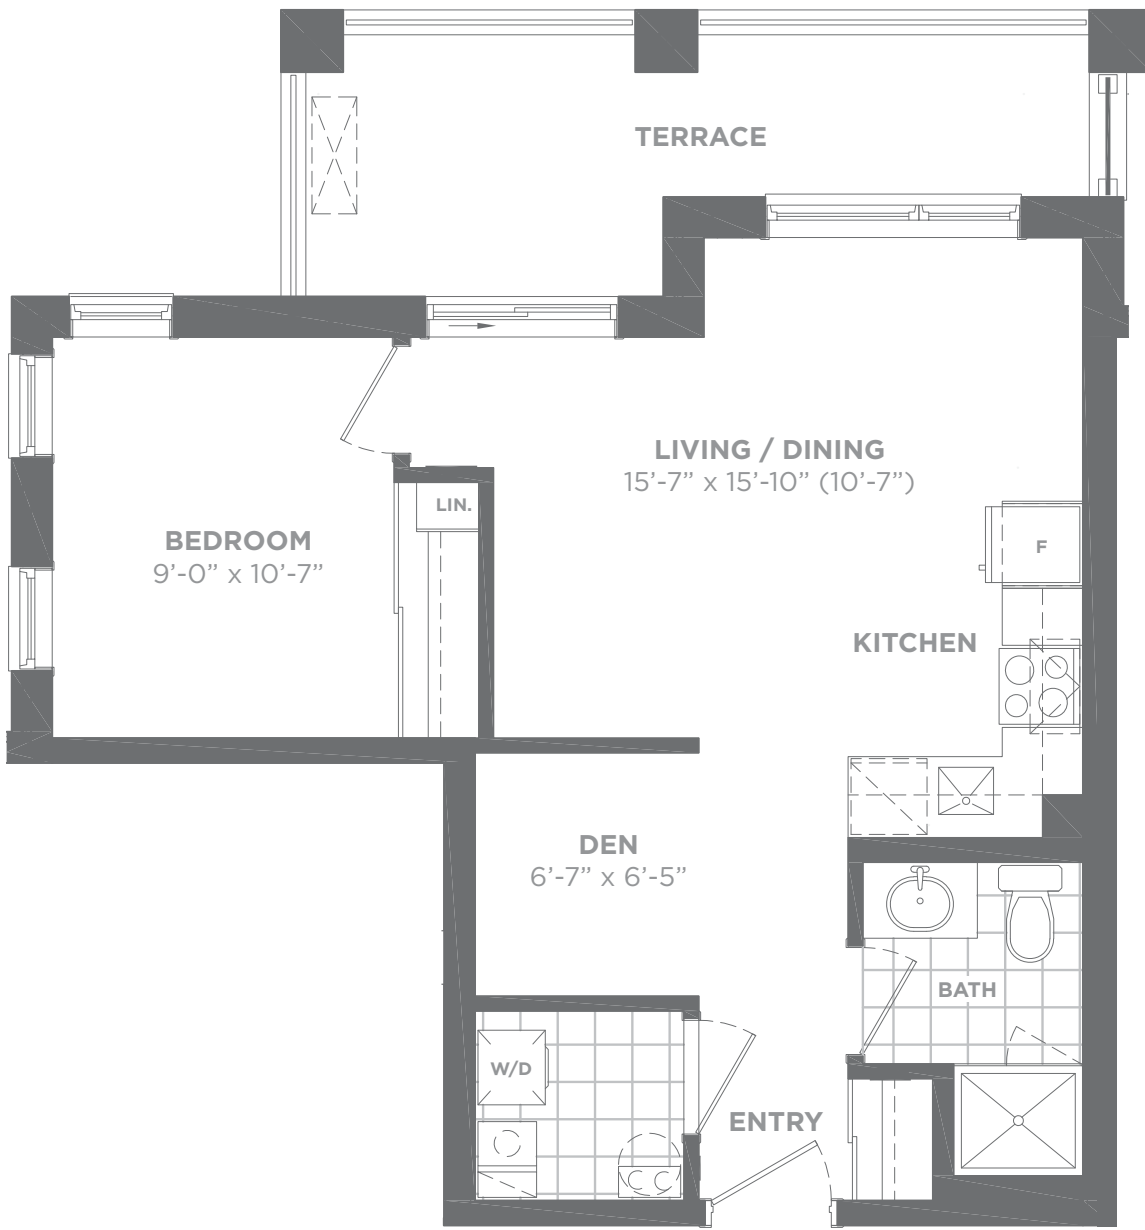 TERRACE
LIVING / DINING
15’-7” x 15’-10” (10’-7”)
LIN.
BEDROOM
9’-0” x 10’-7”
F
KITCHEN
DEN
6’-7” x 6’-5”
BATH
W/D
ENTRY